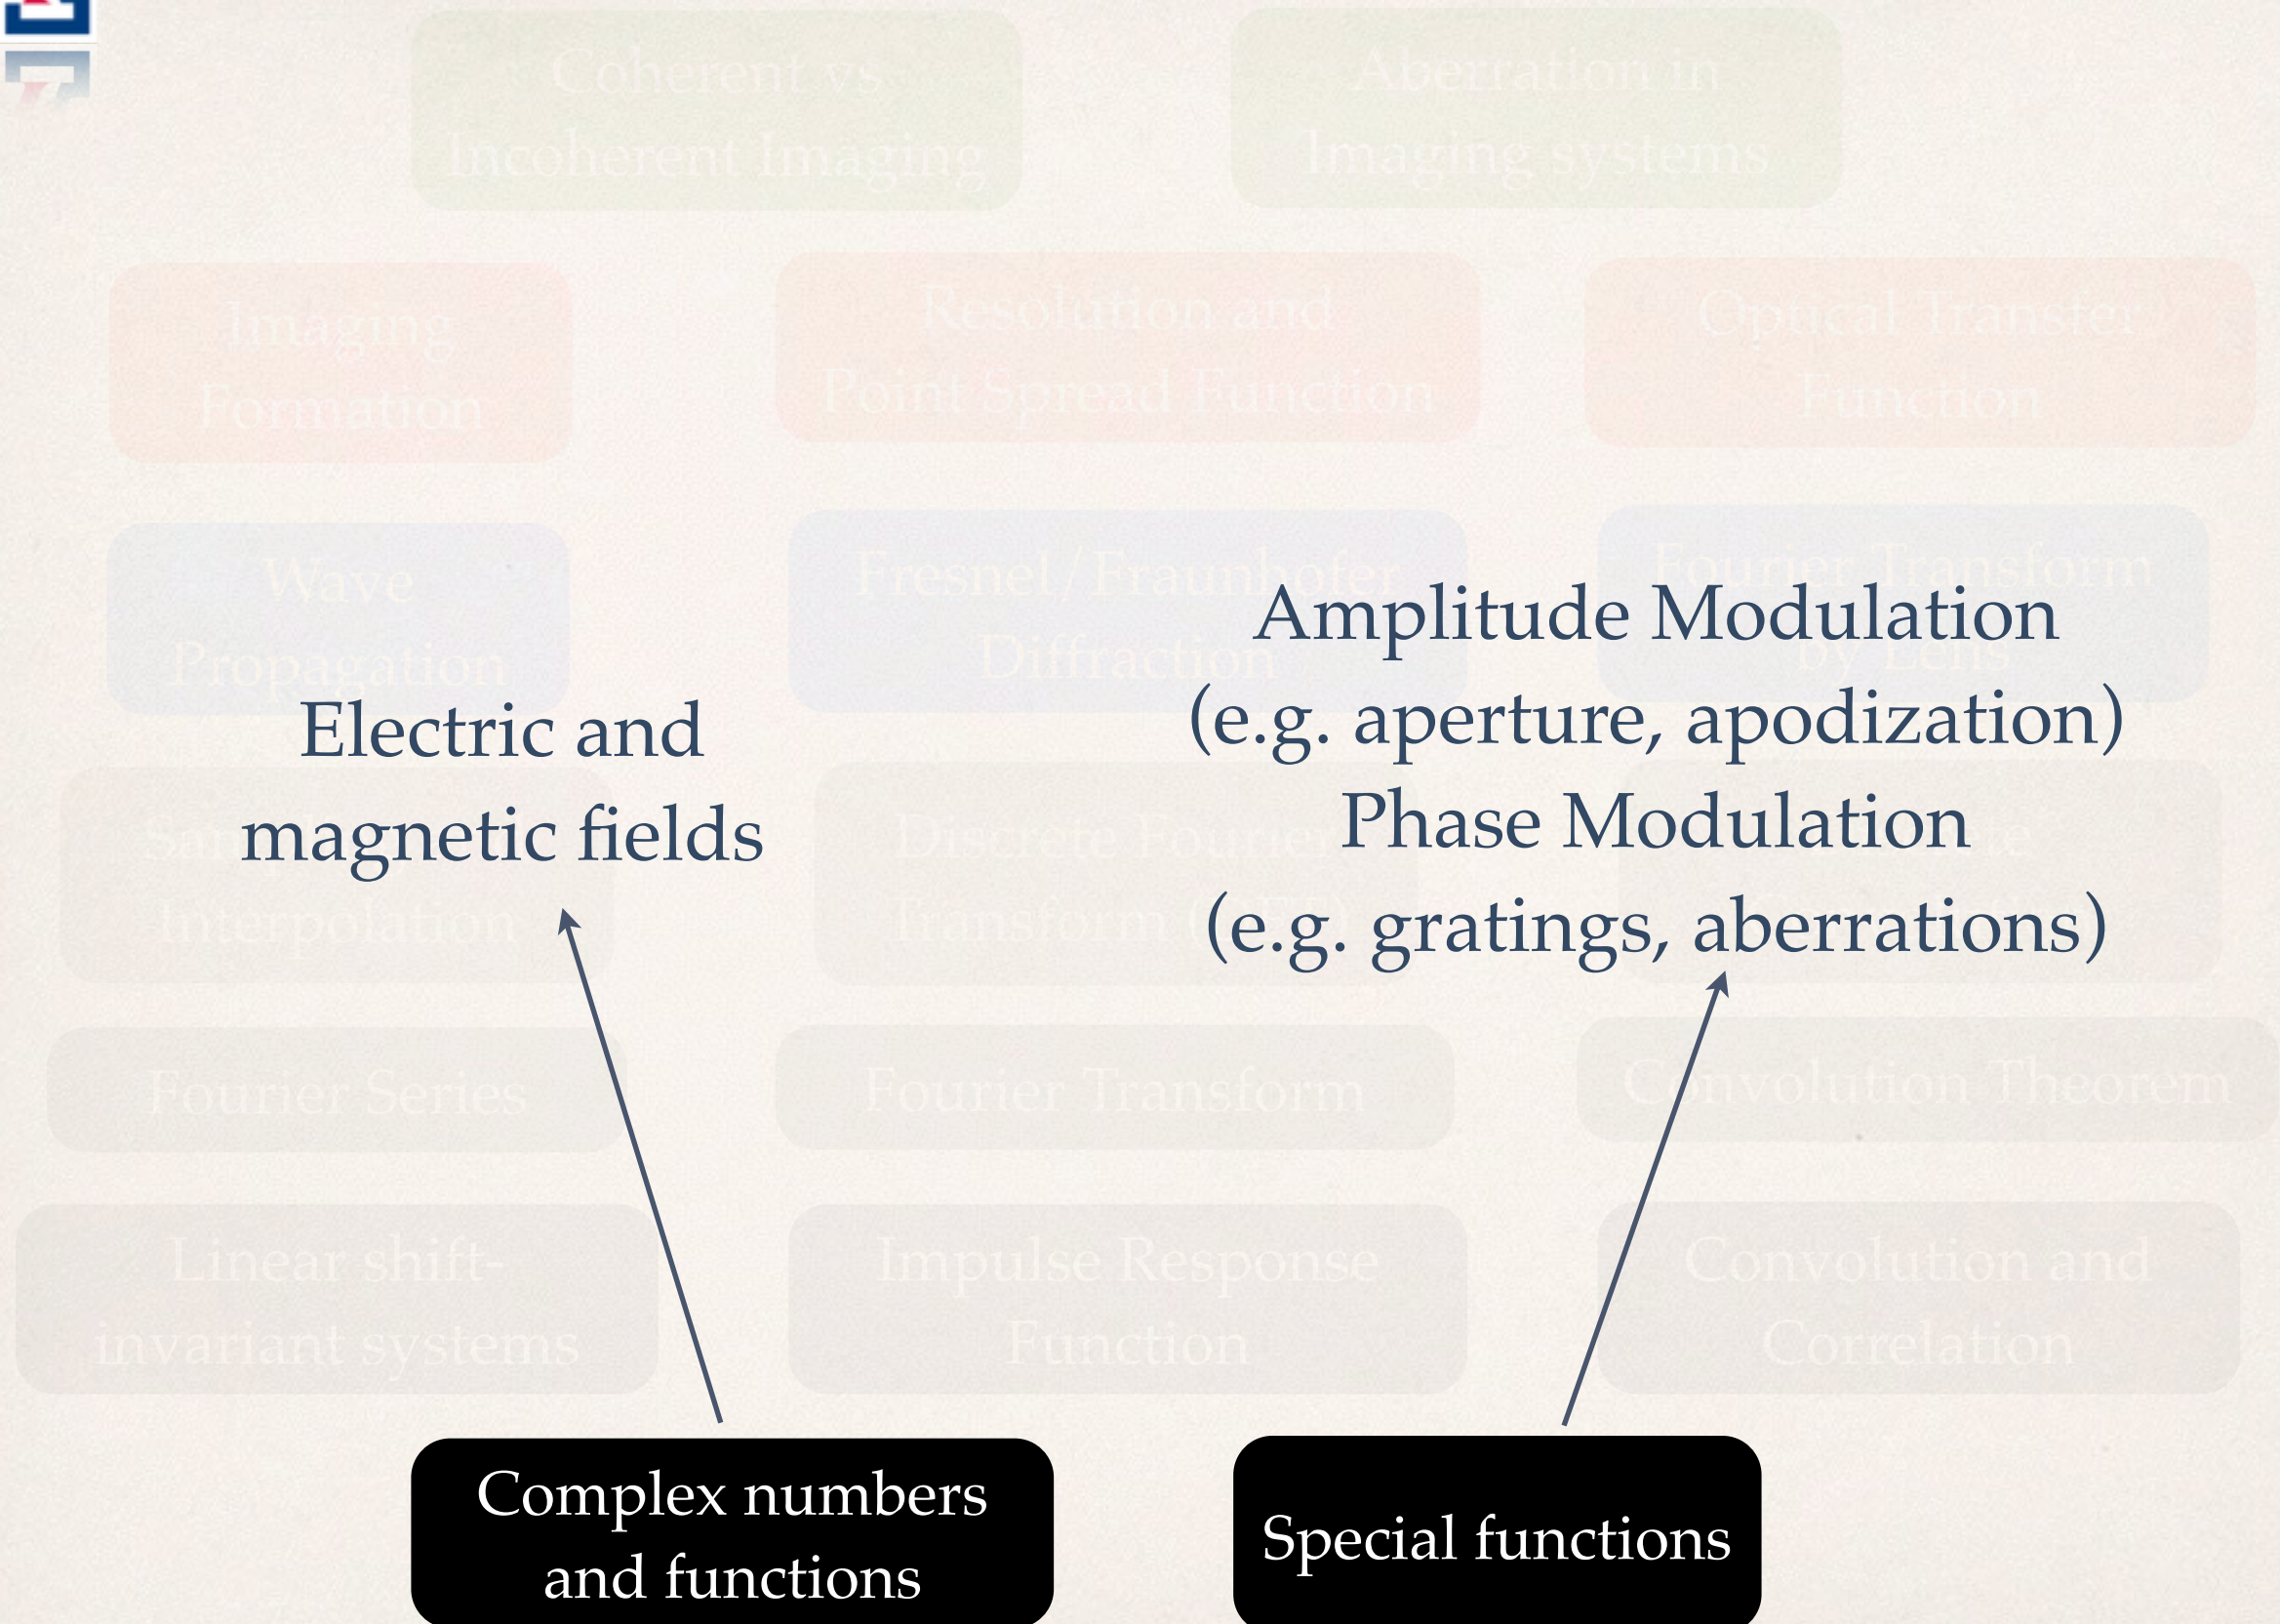 Coherent vs
Incoherent Imaging
Aberration in
Imaging systems
Imaging
Formation
Resolution and
Point Spread Function
Optical Transfer
Function
Wave
Propagation
Fresnel / Fraunhofer
Diffraction
Fourier Transform
by Lens
Electric and
magnetic fields
Amplitude Modulation
(e.g. aperture, apodization)
Phase Modulation
(e.g. gratings, aberrations)
Interpolation
Transform
Fourier Series
Fourier Transform
Convolution Theorem
Linear shift-
invariant systems
Impulse Response
Function
Convolution and
Correlation
Complex numbers
and functions
Special functions